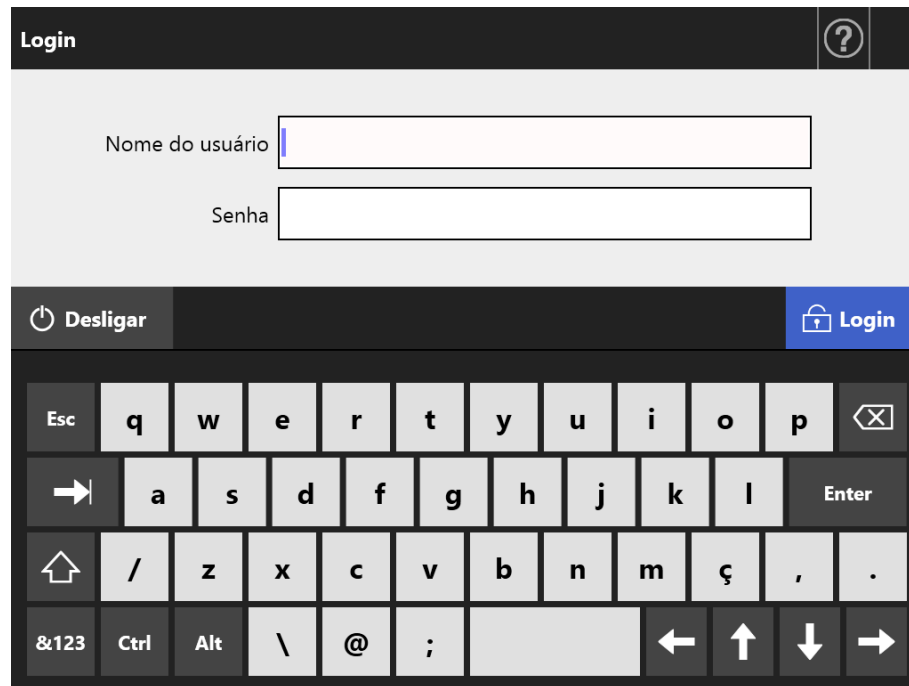 Login ?
Nome do usuário
Senha
Desligar Login
Esc q w e r t y u i o p
a s d f g h j k l Enter
/ z x c v b n m ç , .
&123 Ctrl Alt \ @ ;